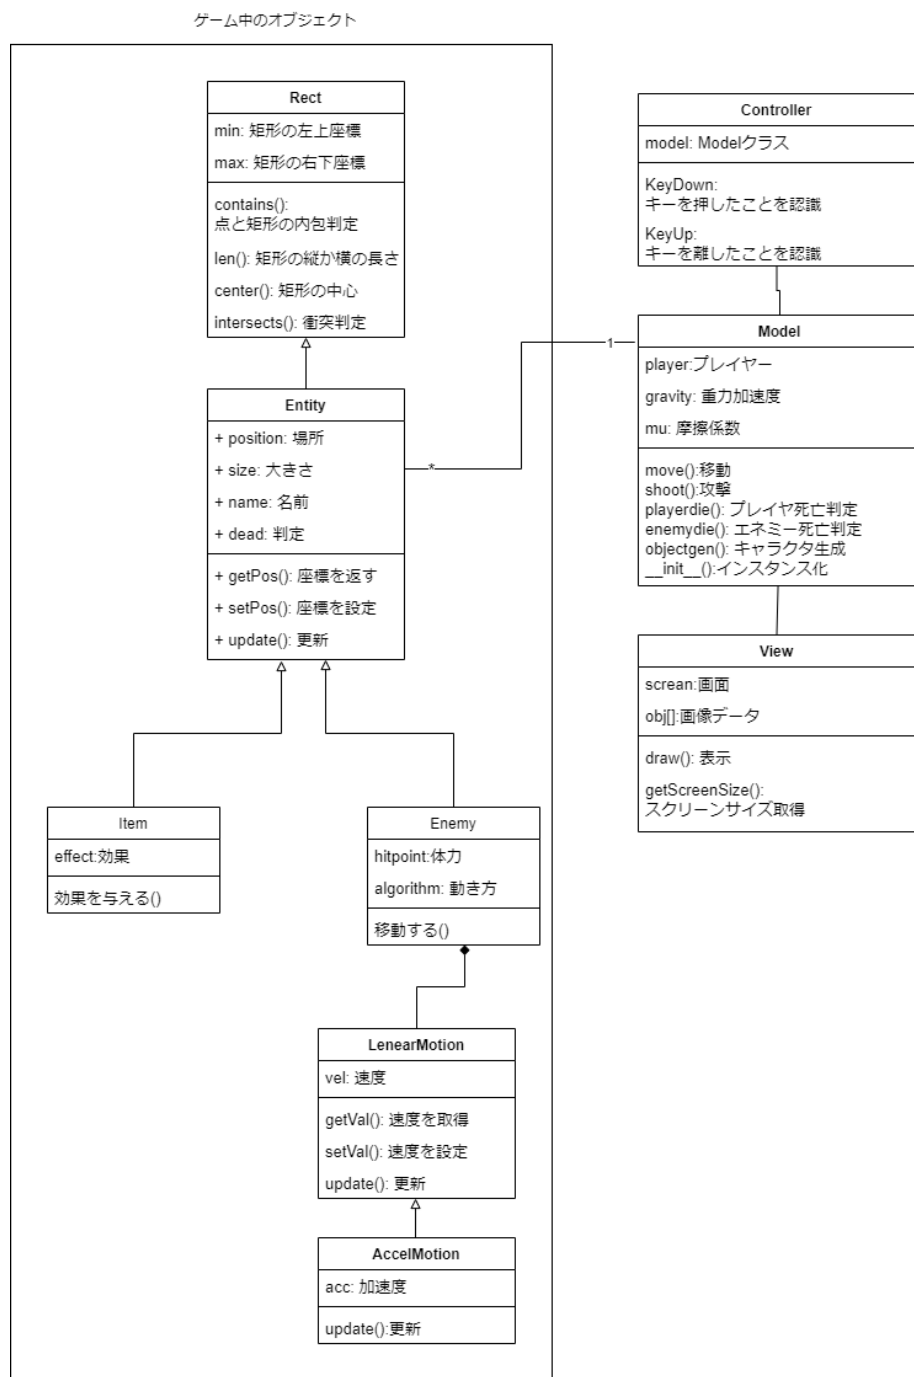 ゲーム中のオブジェクト
Rect
min: 矩形の左上座標
max: 矩形の右下座標
contains():
点と矩形の内包判定
len(): 矩形の縦か横の長さ
center(): 矩形の中心
intersects(): 衝突判定
Entity
+ position: 場所
+ size: 大きさ
+ name: 名前
+ dead: 判定
+ getPos(): 座標を返す
+ setPos(): 座標を設定
+ update(): 更新
*
1
Item
effect:効果
効果を与える()
Enemy
hitpoint:体力
algorithm: 動き方
移動する()
LenearMotion
vel: 速度
getVal(): 速度を取得
setVal(): 速度を設定
update(): 更新
AccelMotion
acc: 加速度
update():更新
Controller
model: Modelクラス
KeyDown:
キーを押したことを認識
KeyUp:
キーを離したことを認識
Model
player:プレイヤー
gravity: 重力加速度
mu: 摩擦係数
move():移動
shoot():攻撃
playerdie(): プレイヤ死亡判定
enemydie(): エネミー死亡判定
objectgen(): キャラクタ生成
__init__():インスタンス化
View
screan:画面
obj[]:画像データ
draw(): 表示
getScreenSize():
スクリーンサイズ取得